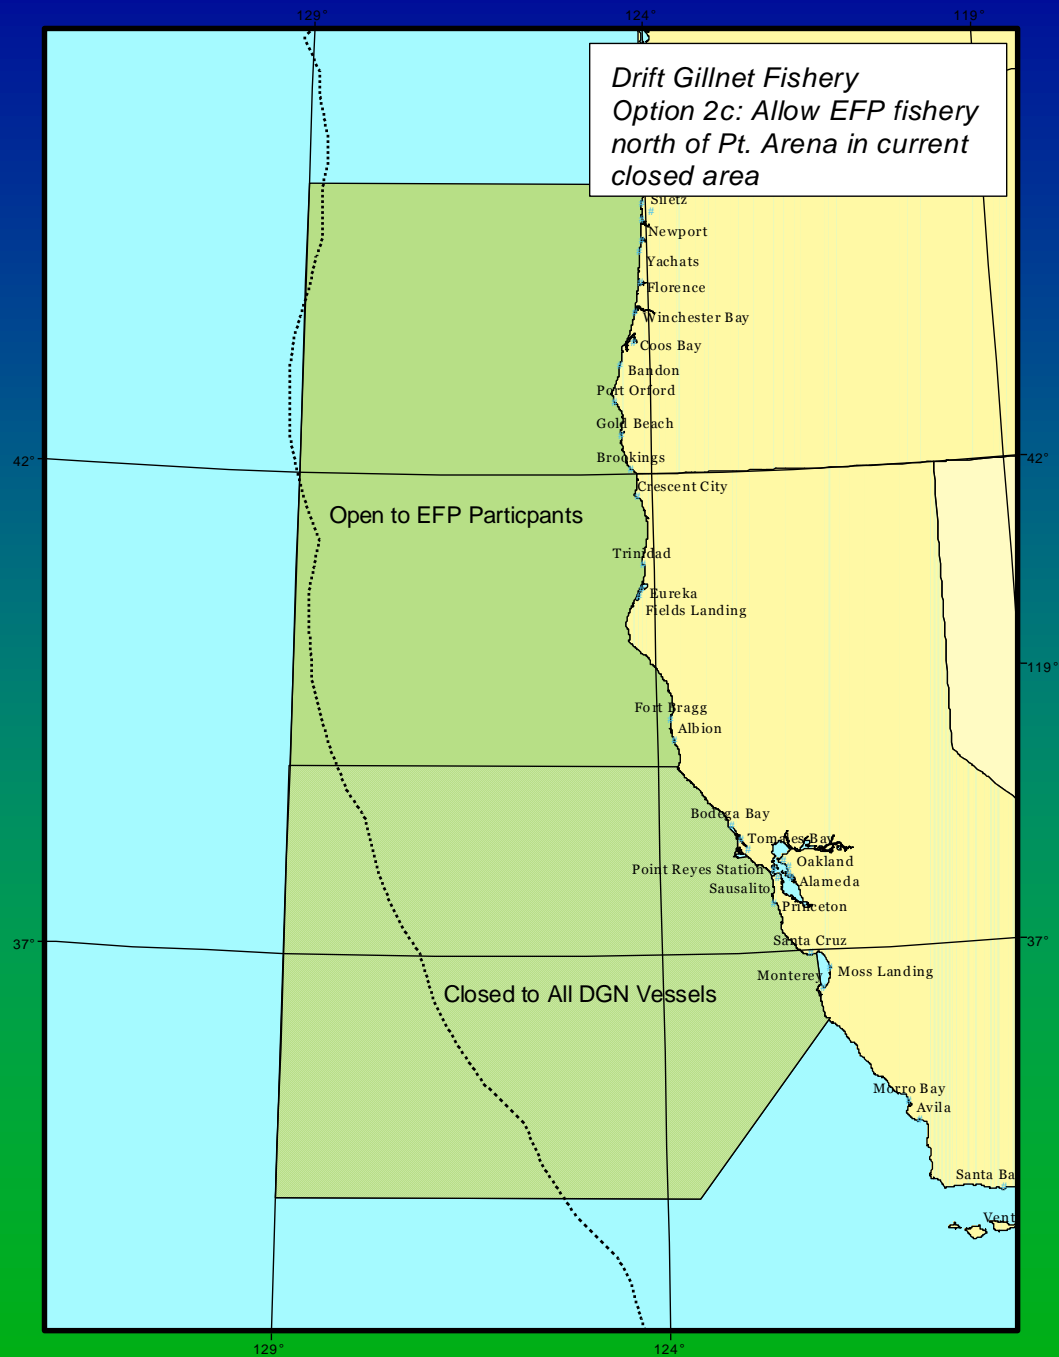 129°
124°
119°
Drift Gillnet Fishery
Option 2c: Allow EFP fishery
north of Pt. Arena in current
closed area
Siletz
Newport
Yachats
Florence
Winchester Bay
Coos Bay
Bandon
Port Orford
Gold Beach
Brookings
42°
42°
Crescent City
Open to EFP Particpants
Trinidad
Eureka
Fields Landing
119°
Fort Bragg
Albion
Bodega Bay
Tomales Bay
Oakland
Point Reyes Station
Alameda
Sausalito
Princeton
37°
Santa Cruz
37°
Monterey
Moss Landing
Closed to All DGN Vessels
Morro Bay
Avila
Santa Ba
Vent
129°
124°